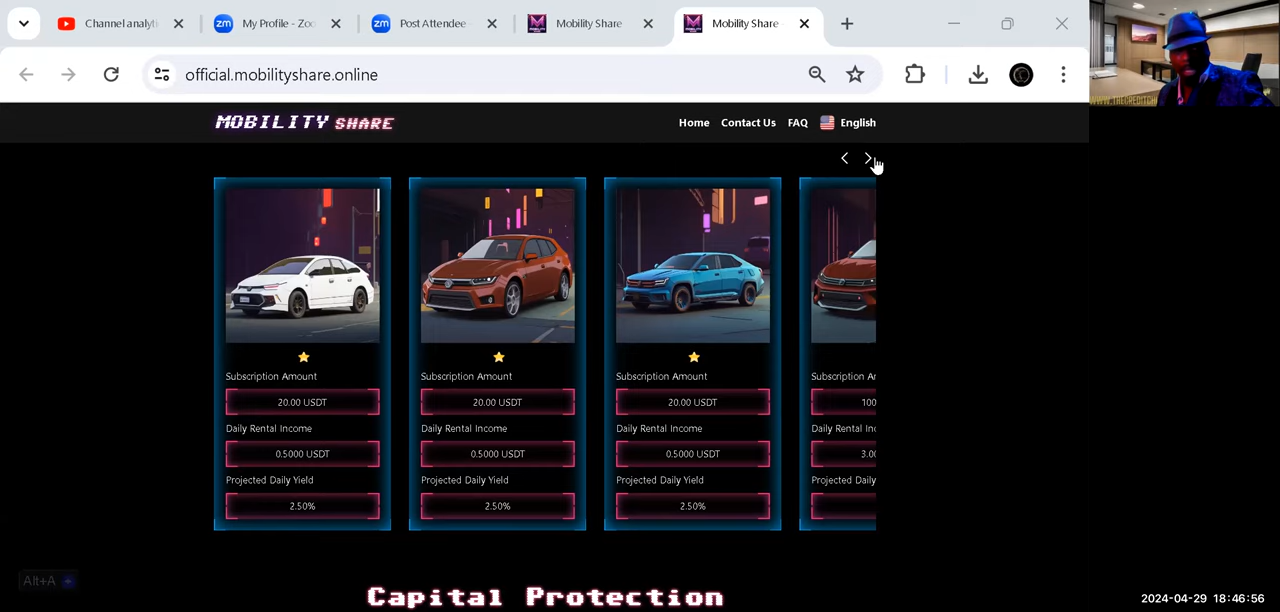 Channel analyti
My Profile - Zoo
Post Attendee
Mobility Share
Mobility Share
official.mobilityshare.online
MOBILITY SHARE
Home Contact Us FAQ English
Subscription Amount Subscription Amount Subscription Amount Subscription Ar
20.00 USDT 20.00 USDT 20.00 USDT 100
Daily Rental Income Daily Rental Income Daily Rental Income Daily Rental Inc
0.5000 USDT 0.5000 USDT 0.5000 USDT 3.00
Projected Daily Yield Projected Daily Yield Projected Daily Yield Projected Daily
2.50% 2.50% 2.50%
Capital Protection
Alt+A
2024-04-29 18:46:56